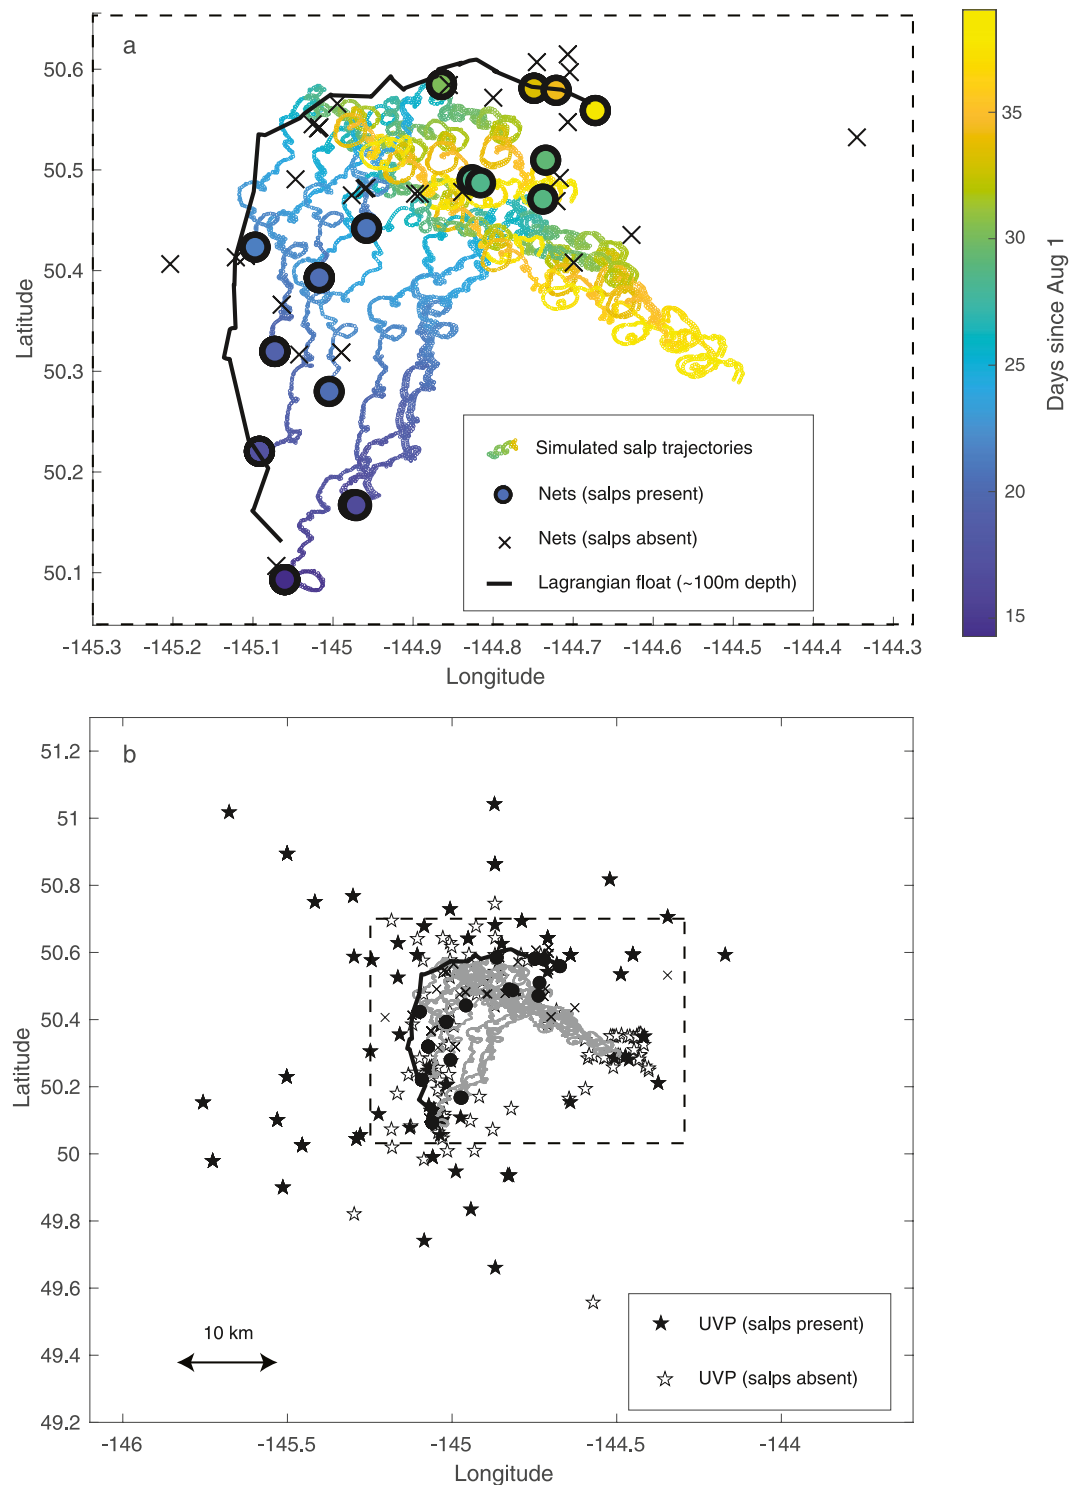 a
50.6
50.5
50.4
50.3
50.2
50.1
Latitude
-145.3
-145.2
-145.1
-145
-144.9
-144.8
-144.7
-144.6
-144.5
-144.4
-144.3
Longitude
Simulated salp trajectories
Nets (salps present)
Nets (salps absent)
Lagrangian float (~100m depth)
35
30
25
20
15
Days since Aug 1
b
51.2
51
50.8
50.6
50.4
50.2
50
49.8
49.6
49.4
49.2
Latitude
10 km
UVP (salps present)
UVP (salps absent)
-146
-145.5
-145
-144.5
-144
Longitude